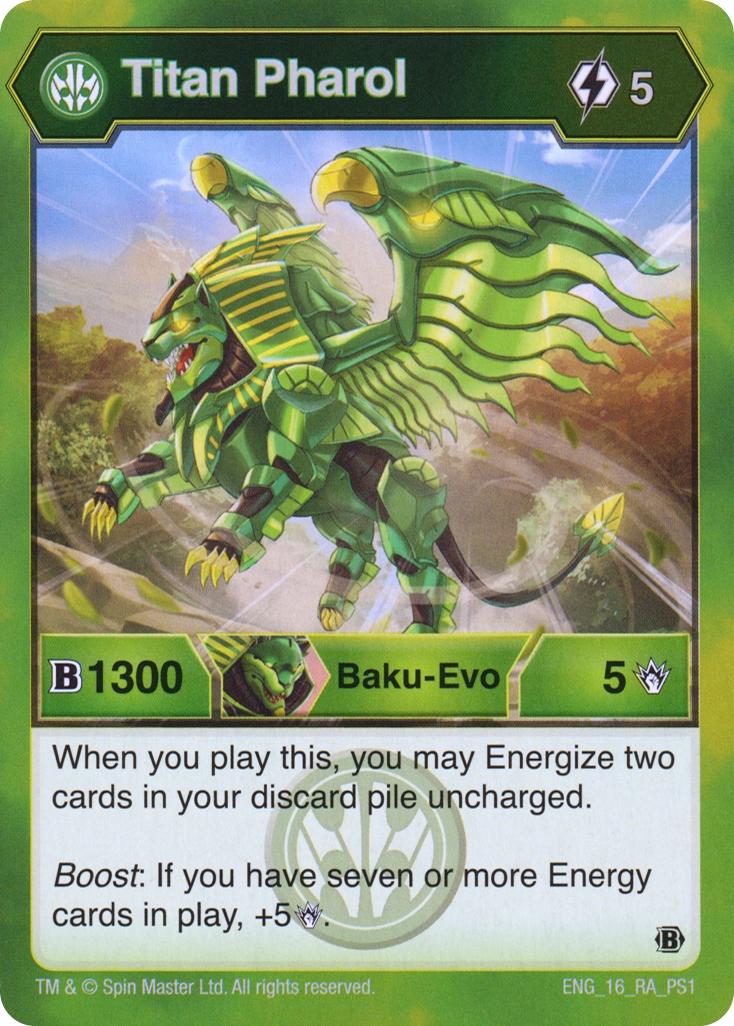 Titan Pharol
5
B 1300
Baku-Evo
5
When you play this, you may Energize two
cards in your discard pile uncharged.
Boost: If you have seven or more Energy
cards in play, +5.
B
TM & © Spin Master Ltd. All rights reserved.
ENG_16_RA_PS1